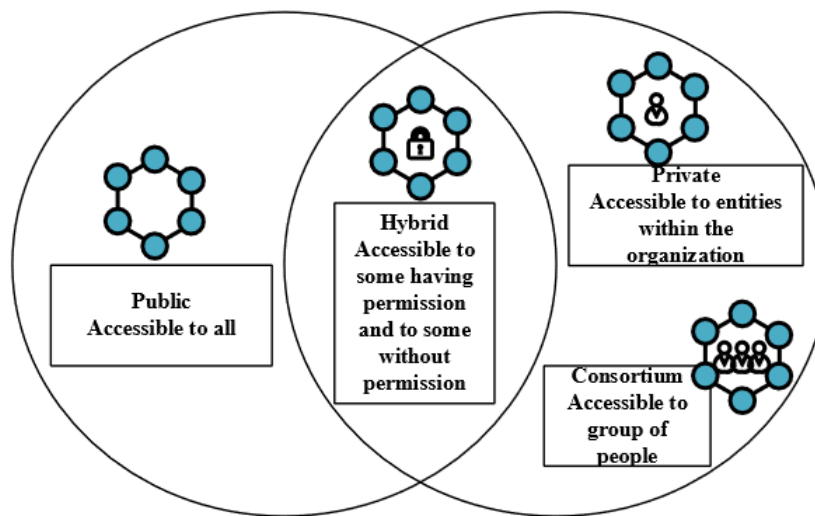 Public
Accessible to all
Hybrid
Accessible to
some having
permission
and to some
without
permission
Private
Accessible to entities
within the
organization
Consortium
Accessible to
group of
people